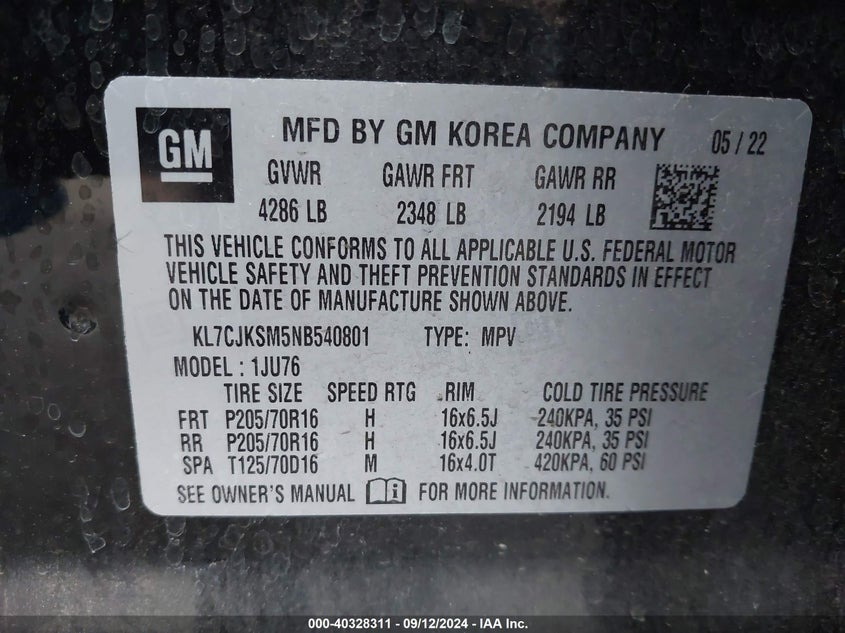 GM MFD BY GM KOREA COMPANY 05 / 22
GVWR GAWR FRT GAWR RR
4286 LB 2348 LB 2194 LB
THIS VEHICLE CONFORMS TO ALL APPLICABLE U.S. FEDERAL MOTOR
VEHICLE SAFETY AND THEFT PREVENTION STANDARDS IN EFFECT
ON THE DATE OF MANUFACTURE SHOWN ABOVE.
KL7CJKSM5NB540801 TYPE: MPV
MODEL : 1JU76
TIRE SIZE SPEED RTG RIM COLD TIRE PRESSURE
FRT P205/70R16 H 16x6.5J 240KPA, 35 PSI
RR P205/70R16 H 16x6.5J 240KPA, 35 PSI
SPA T125/70D16 M 16x4.0T 420KPA, 60 PSI
SEE OWNER'S MANUAL i FOR MORE INFORMATION.
000-40328311 - 09/12/2024 - IAA Inc.